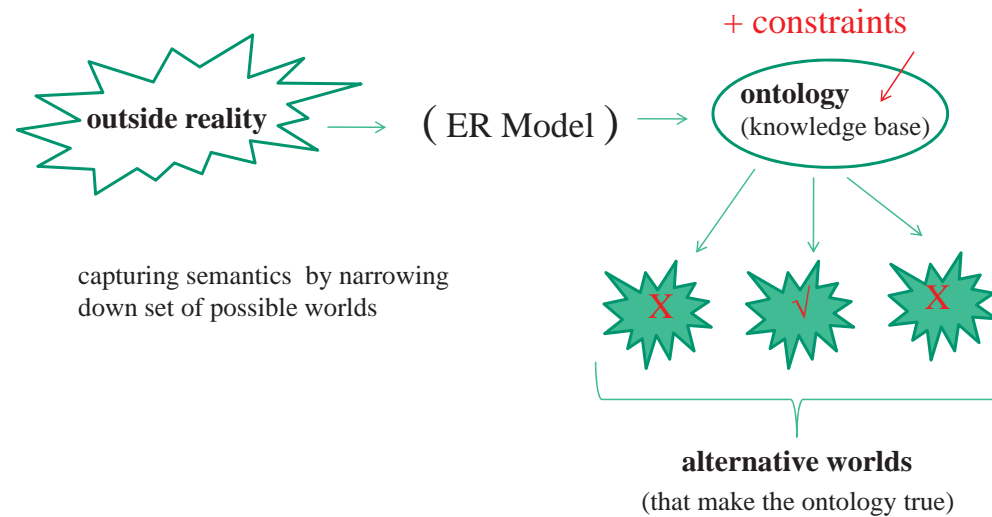 + constraints
outside reality
( ER Model )
ontology
(knowledge base)
capturing semantics by narrowing
down set of possible worlds
X
√
X
alternative worlds
(that make the ontology true)